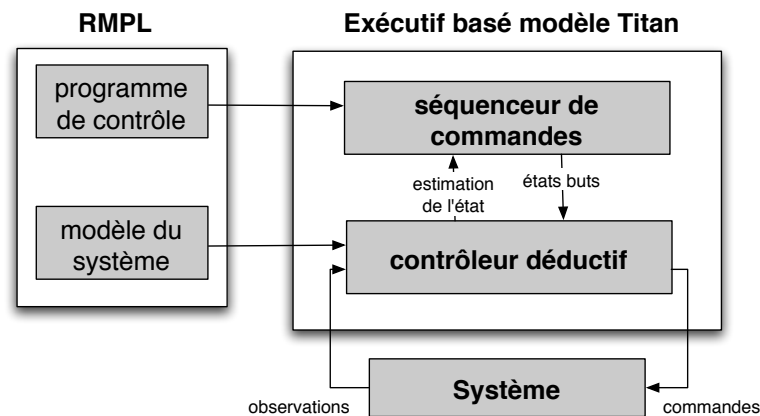 RMPL
Exécutif basé modèle Titan
programme
de contrôle
séquenceur de
commandes
estimation
de l'état
états buts
modèle du
système
contrôleur déductif
Système
observations
commandes